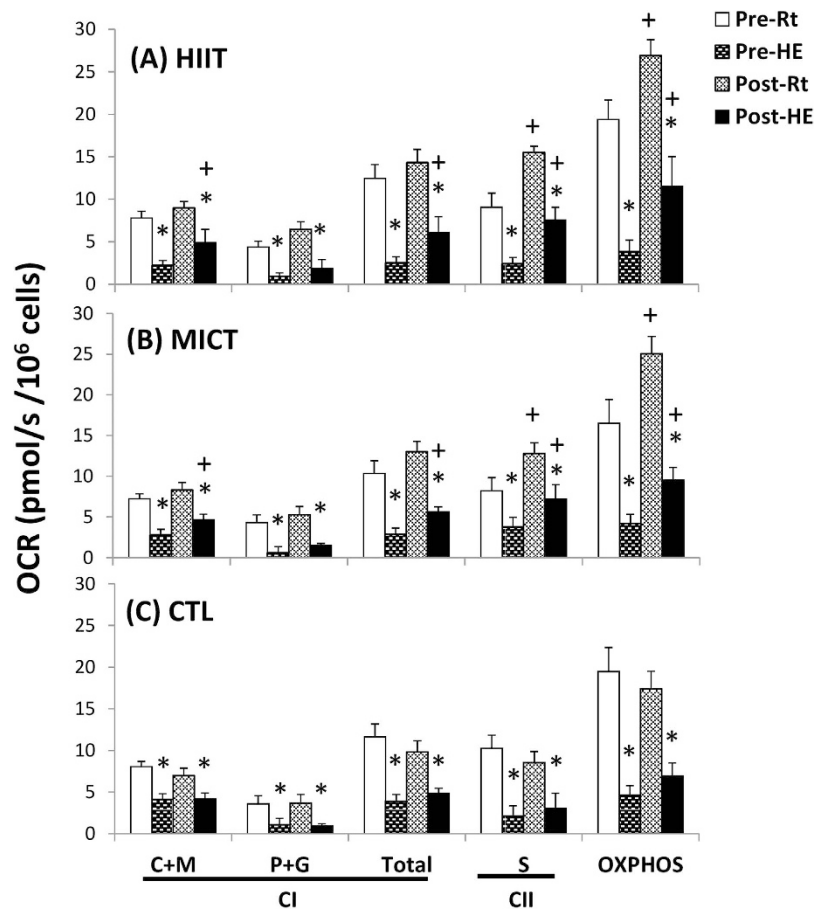 OCR (pmol/s /10⁶ cells)
(A) HIIT
30
25
20
15
10
5
0
* + * * * * + * * + + * + * + *
Pre-Rt
Pre-HE
Post-Rt
Post-HE
(B) MICT
30
25
20
15
10
5
0
* + * * * * + * * + + * + * + *
(C) CTL
30
25
20
15
10
5
0
* * * * * * * * * *
C+M P+G Total S OXPHOS
CI CII